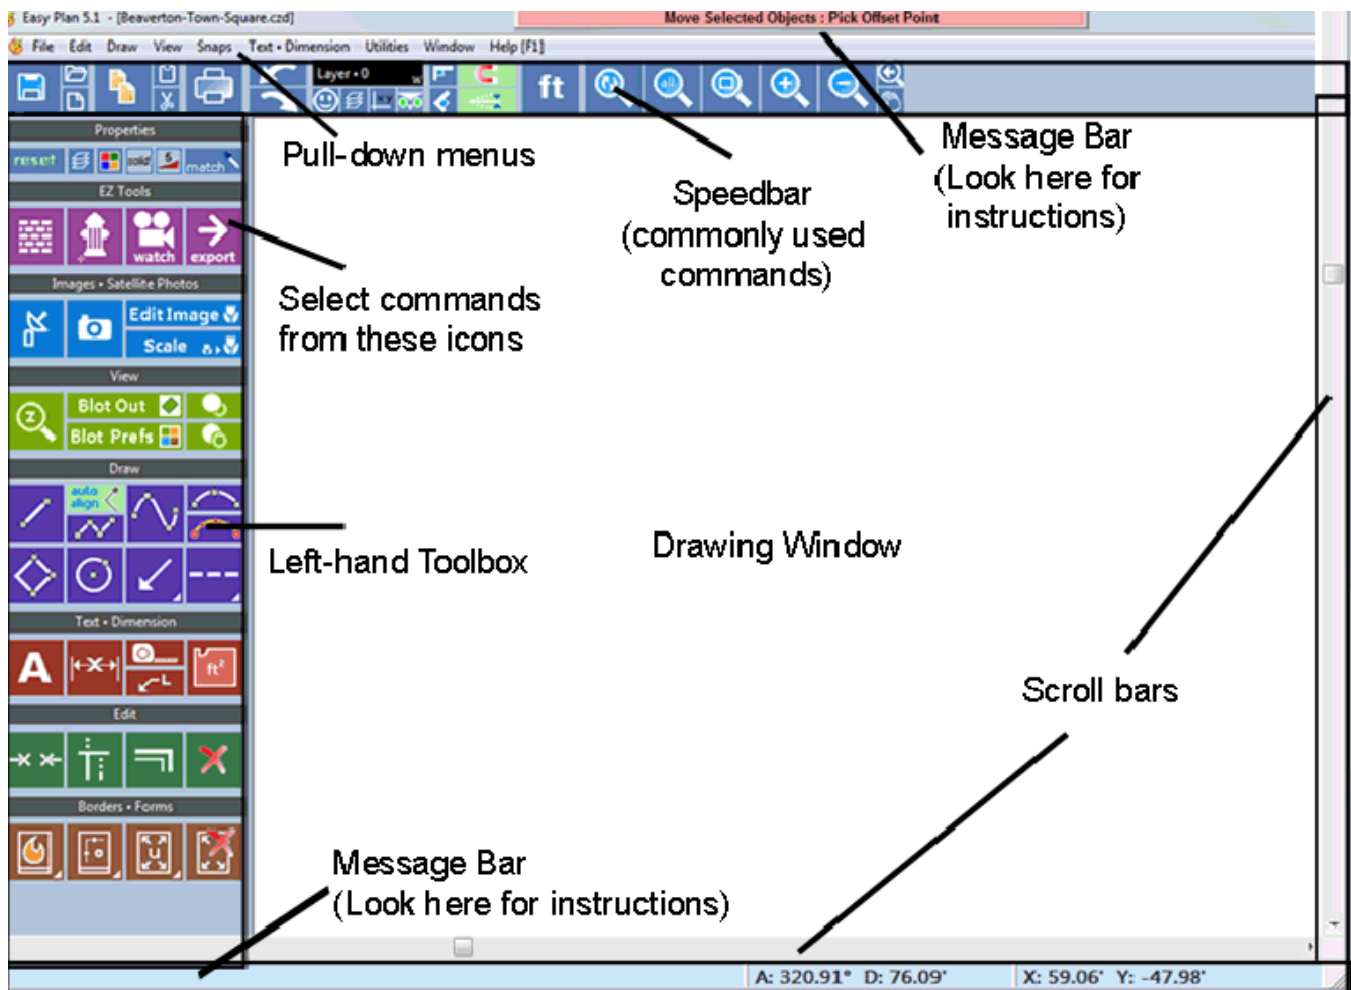 Easy Plan 5.1 - [Beaverton-Town-Square.czd]
Move Selected Objects : Pick Offset Point
File Edit Draw View Snaps Text • Dimension Utilities Window Help [F1]
Layer • 0 w
ft
all
Properties
reset solid 5 match
EZ Tools
watch export
Images • Satellite Photos
Edit Image
Scale
View
Z
Blot Out
Blot Prefs
Draw
auto
align
Text • Dimension
A X L ft²
Edit
Borders • Forms
U
Pull-down menus
Select commands
from these icons
Speedbar
(commonly used
commands)
Message Bar
(Look here for
instructions)
Left-hand Toolbox
Drawing Window
Scroll bars
Message Bar
(Look here for instructions)
A: 320.91° D: 76.09'
X: 59.06' Y: -47.98'